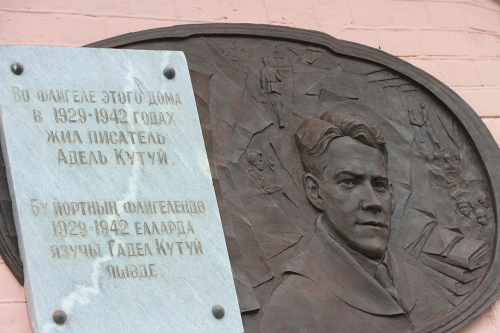 ВО ФЛИГЕЛЕ ЭТОГО ДОМА
В 1929-1942 ГОДАХ
ЖИЛ ПИСАТЕЛЬ
АДЕЛЬ КУТУЙ.
БУ ЙОРТНЫҢ ФЛИГЕЛЕНДӘ
1929-1942 ЕЛЛАРДА
ЯЗУЧЫ ГАДЕЛ КУТУЙ
ЯШӘДЕ.